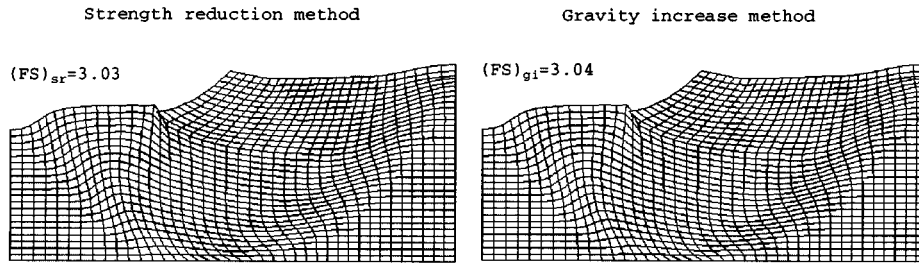 Strength reduction method
Gravity increase method
(FS)sr=3.03
(FS)gi=3.04